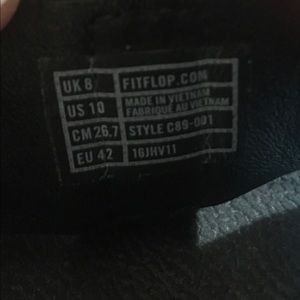 UK 8
US 10
CM 26.7
EU 42
FITFLOP.COM
MADE IN VIETNAM
FABRIQUÉ AU VIETNAM
STYLE C89-001
16JHV11